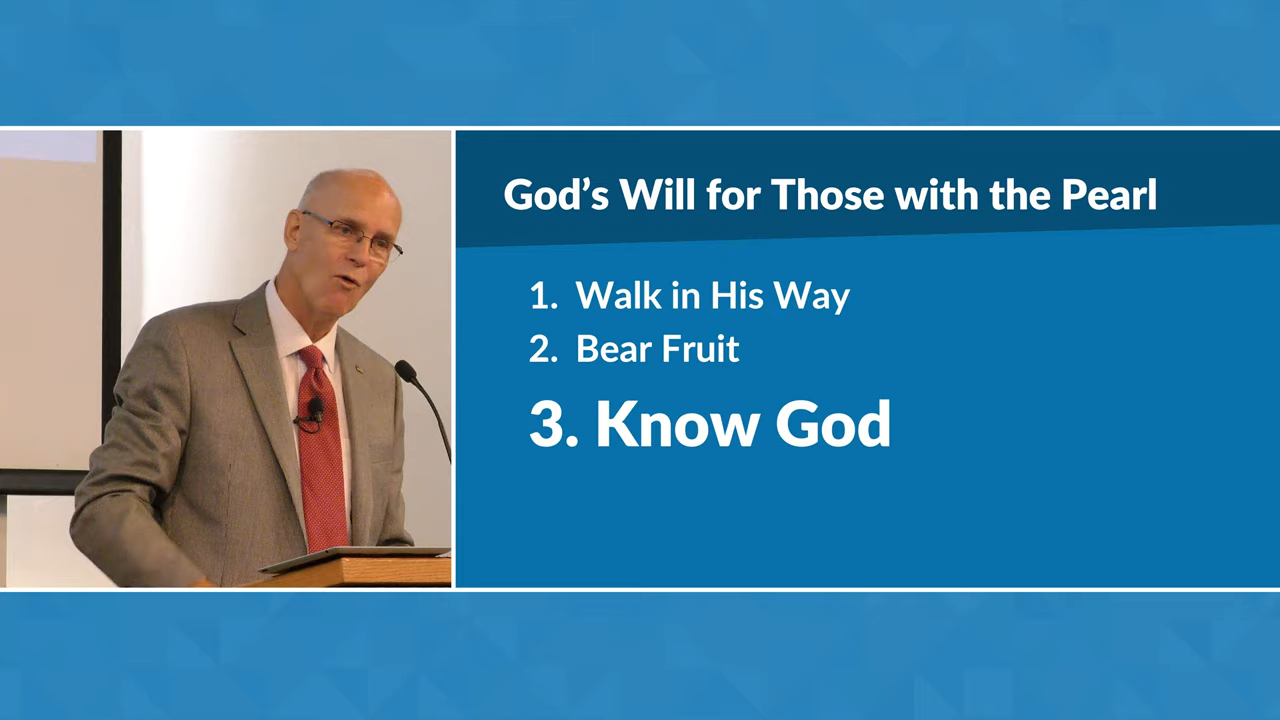 God’s Will for Those with the Pearl
1. Walk in His Way
2. Bear Fruit
3. Know God